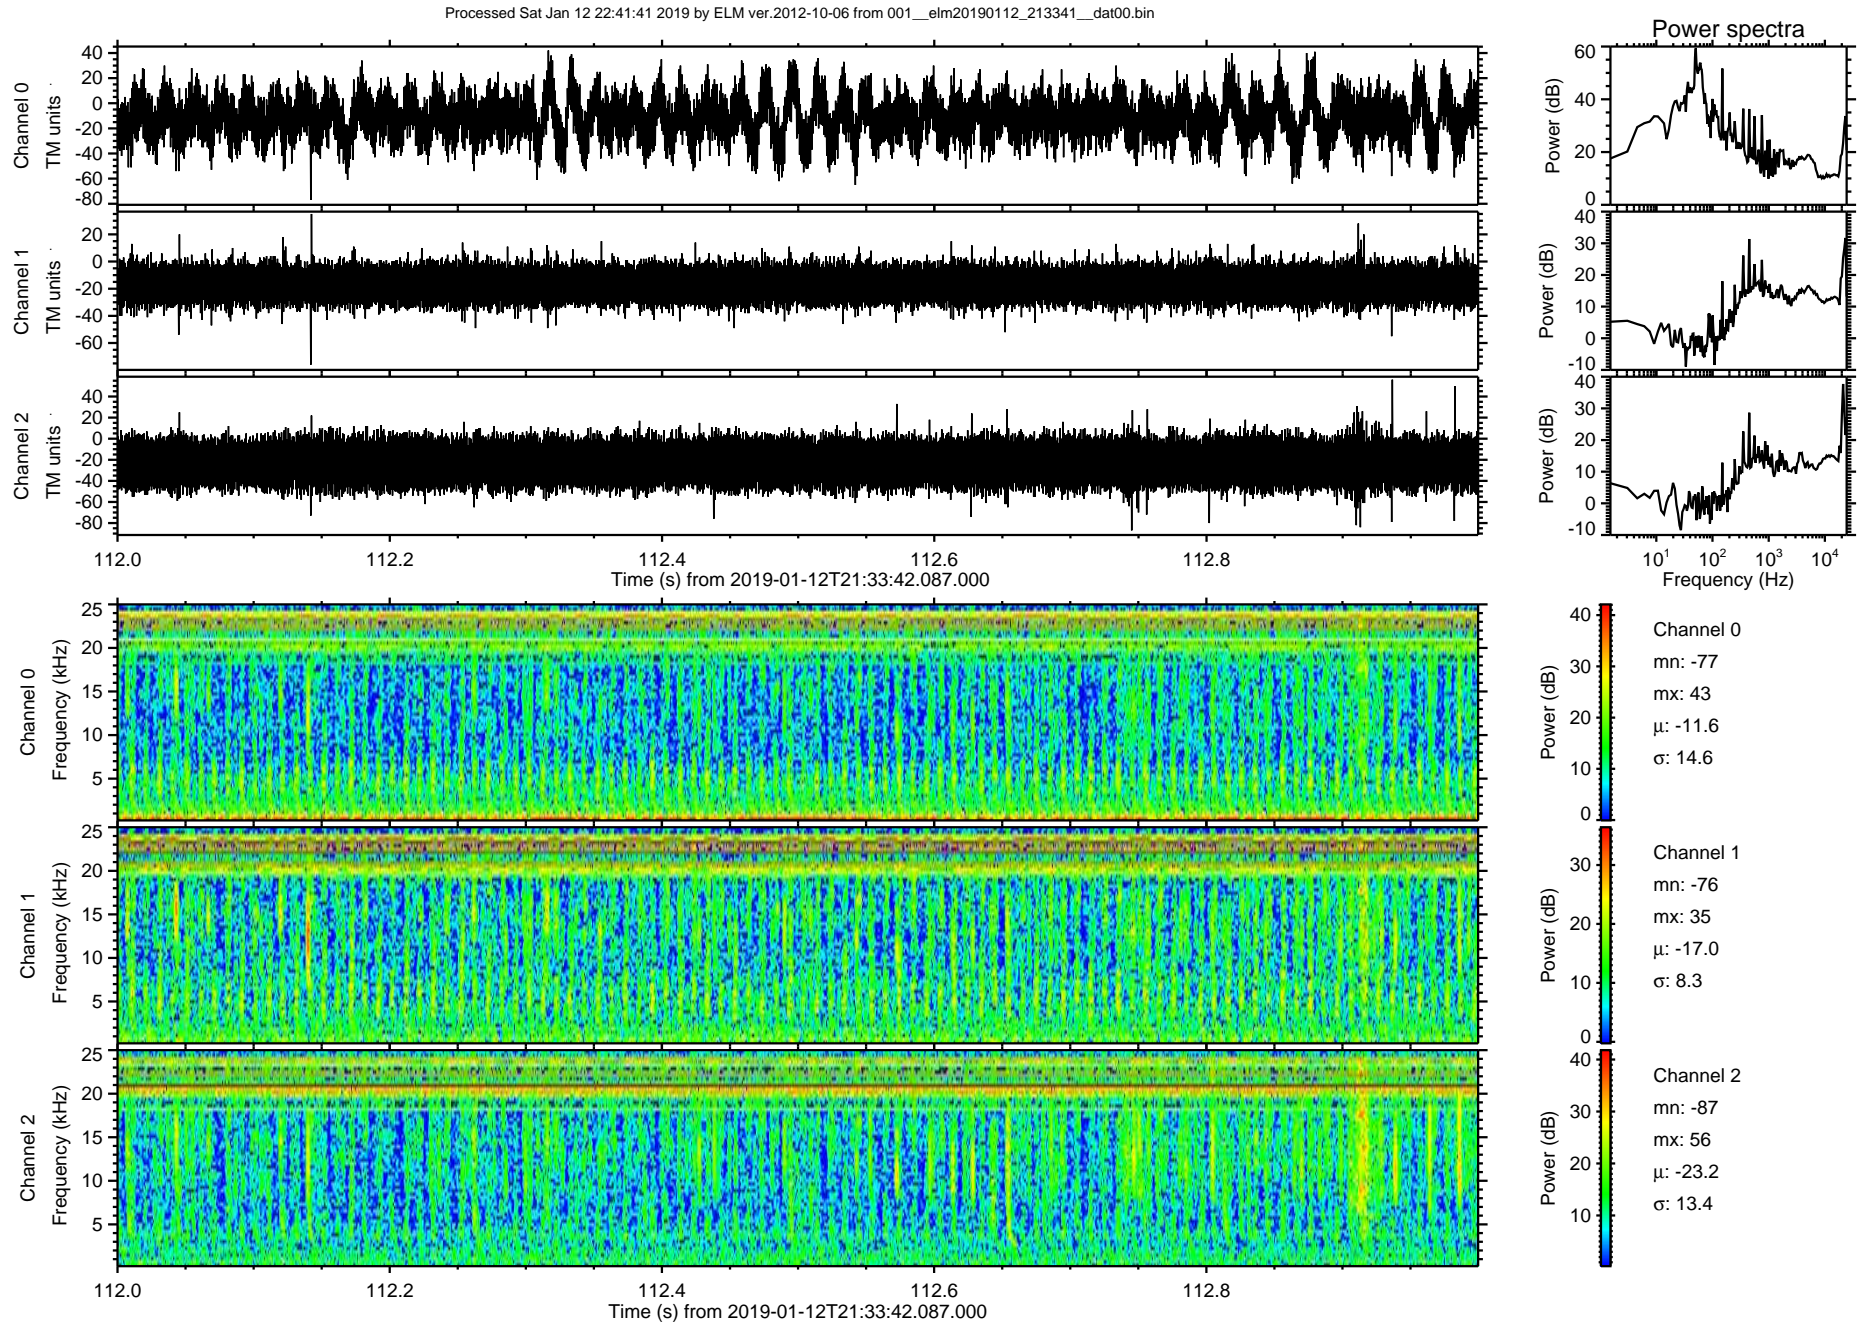 Processed Sat Jan 12 22:41:41 2019 by ELM ver.2012-10-06 from 001__elm20190112_213341__dat00.bin
Power spectra
Channel 0
TM units
40
20
0
-20
-40
-60
-80
Power (dB)
60
40
20
0
Channel 1
TM units
20
0
-20
-40
-60
Power (dB)
40
30
20
10
0
-10
Channel 2
TM units
40
20
0
-20
-40
-60
-80
Power (dB)
40
30
20
10
0
-10
112.0 112.2 112.4 112.6 112.8
Time (s) from 2019-01-12T21:33:42.087.000
10^1 10^2 10^3 10^4
Frequency (Hz)
Channel 0
Frequency (kHz)
25
20
15
10
5
Power (dB)
40
30
20
10
0
Channel 0
mn: -77
mx: 43
μ: -11.6
σ: 14.6
Channel 1
Frequency (kHz)
25
20
15
10
5
Power (dB)
30
20
10
0
Channel 1
mn: -76
mx: 35
μ: -17.0
σ: 8.3
Channel 2
Frequency (kHz)
25
20
15
10
5
Power (dB)
40
30
20
10
Channel 2
mn: -87
mx: 56
μ: -23.2
σ: 13.4
112.0 112.2 112.4 112.6 112.8
Time (s) from 2019-01-12T21:33:42.087.000